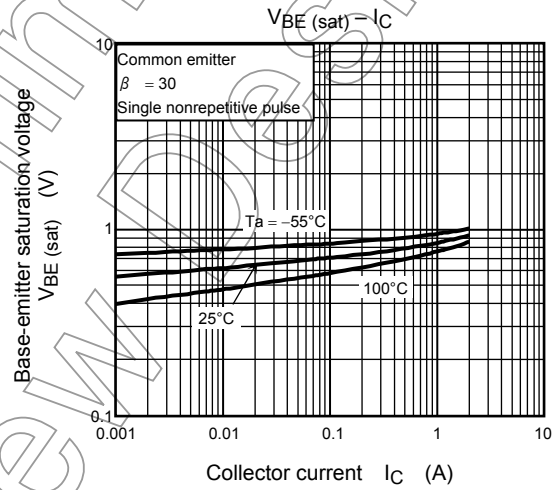 VBE (sat) – IC
Base-emitter saturation voltage
VBE (sat) (V)
10
1
0.1
Common emitter
β = 30
Single nonrepetitive pulse
Ta = −55°C
100°C
25°C
0.001
0.01
0.1
1
10
Collector current IC (A)